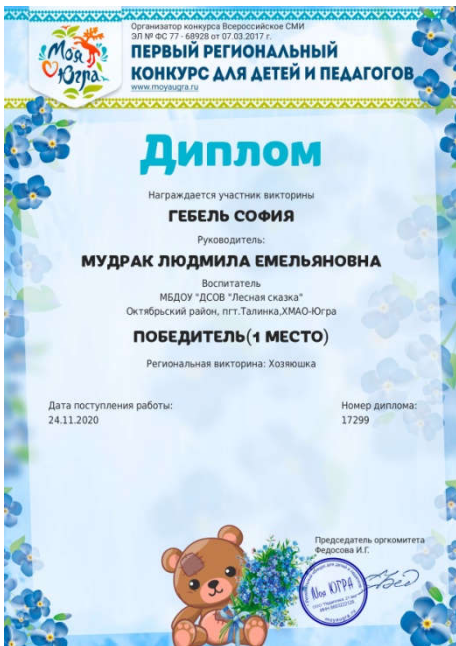 Моя
Югра
Организатор конкурса Всероссийское СМИ
ЭЛ № ФС 77 - 68928 от 07.03.2017 г.
ПЕРВЫЙ РЕГИОНАЛЬНЫЙ
КОНКУРС ДЛЯ ДЕТЕЙ И ПЕДАГОГОВ
www.moyaugra.ru
Диплом
Награждается участник викторины
ГЕБЕЛЬ СОФИЯ
Руководитель:
МУДРАК ЛЮДМИЛА ЕМЕЛЬЯНОВНА
Воспитатель
МБДОУ "ДСОВ "Лесная сказка"
Октябрьский район, пгт.Талинка,ХМАО-Югра
ПОБЕДИТЕЛЬ(1 МЕСТО)
Региональная викторина: Хозяюшка
Дата поступления работы:
24.11.2020
Номер диплома:
17299
Председатель оргкомитета
Федосова И.Г.
Моя ЮГРА
moyaugra.ru